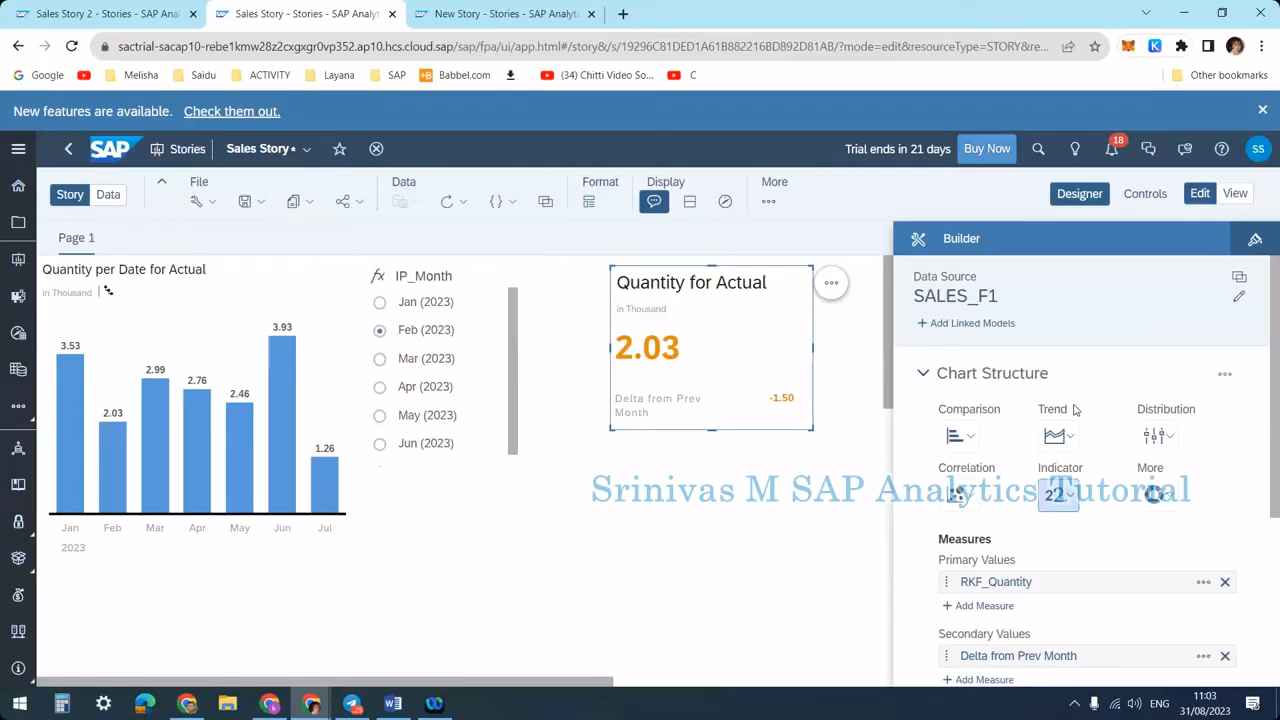 Sales Story 2 - Stories - SAP Anal
Sales Story - Stories - SAP Analyt
New Story - Stories - SAP Analytic
sactrial-sacap10-rebe1kmw28z2cxgxgr0vp352.ap10.hcs.cloud.sap/sap/fpa/ui/app.html#/story&/s/19296C81DED1A61B882216BD892D81AB/?mode=edit&resourceType=STORY&re...
Google Melisha Saidu ACTIVITY Layana SAP Babbel.com (34) Chitti Video So... C Other bookmarks
New features are available. Check them out.
SAP Stories Sales Story* Trial ends in 21 days Buy Now 18 SS
Story Data File Data Format Display More Designer Controls Edit View
Page 1
Builder
Quantity per Date for Actual
in Thousand
3.53
2.03
2.99
2.76
2.46
3.93
1.26
Jan Feb Mar Apr May Jun Jul
2023
IP_Month
Jan (2023)
Feb (2023)
Mar (2023)
Apr (2023)
May (2023)
Jun (2023)
Quantity for Actual
in Thousand
2.03
Delta from Prev Month -1.50
Data Source
SALES_F1
Add Linked Models
Chart Structure
Comparison Trend Distribution
Correlation Indicator More
Srinivas M SAP Analytics Tutorial
Measures
Primary Values
RKF_Quantity
Add Measure
Secondary Values
Delta from Prev Month
Add Measure
ENG
11:03
31/08/2023